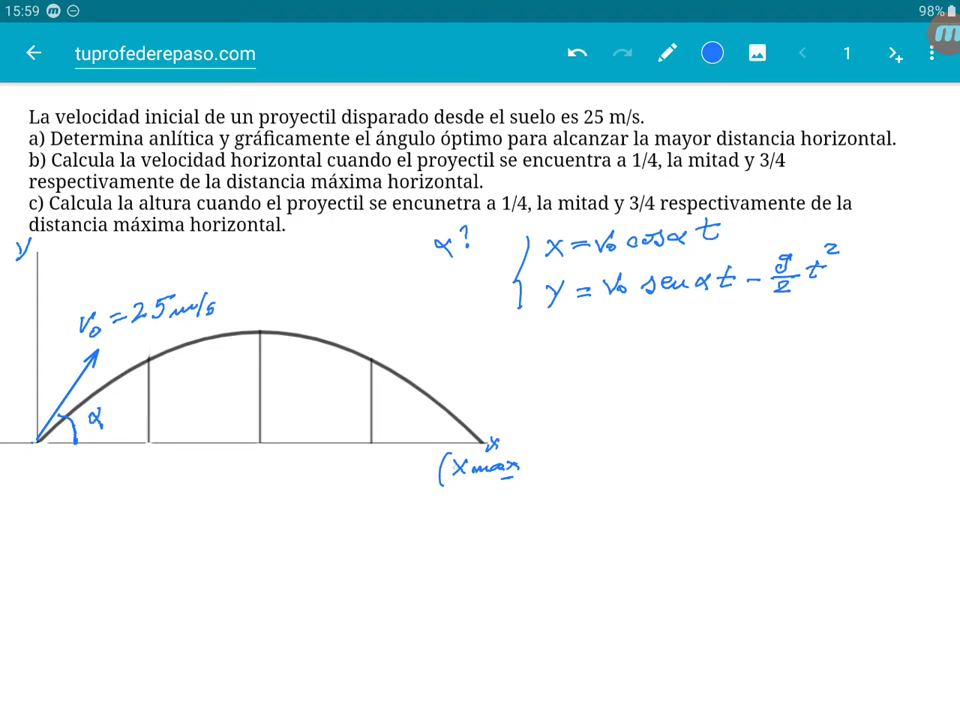 15:59 m 98%
tuprofederepaso.com 1
La velocidad inicial de un proyectil disparado desde el suelo es 25 m/s.
a) Determina anlítica y gráficamente el ángulo óptimo para alcanzar la mayor distancia horizontal.
b) Calcula la velocidad horizontal cuando el proyectil se encuentra a 1/4, la mitad y 3/4
respectivamente de la distancia máxima horizontal.
c) Calcula la altura cuando el proyectil se encunetra a 1/4, la mitad y 3/4 respectivamente de la
distancia máxima horizontal.
α?
x = v₀ cosα t
y = v₀ senα t - g/2 t²
y
v₀ = 25 m/s
α
x
(xmax